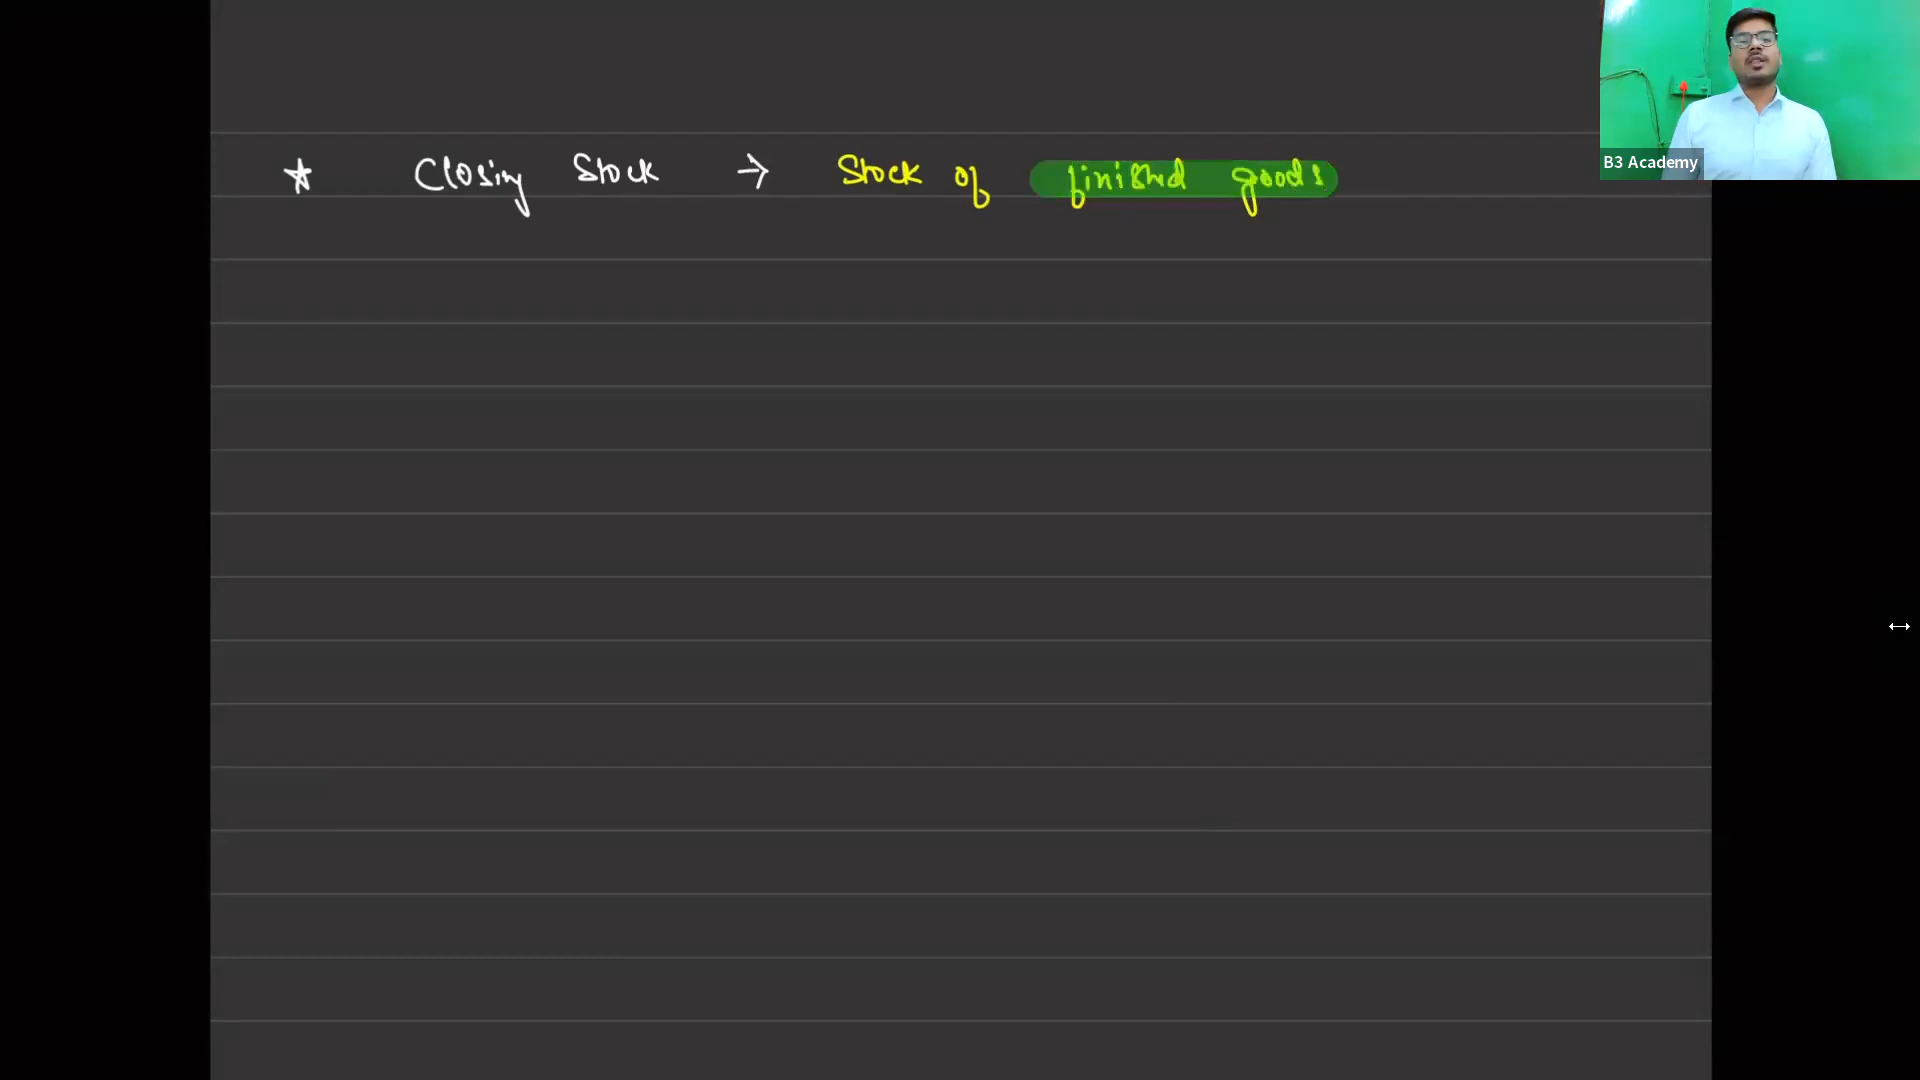 ☆ Closing Stock → Stock of finished goods
B3 Academy